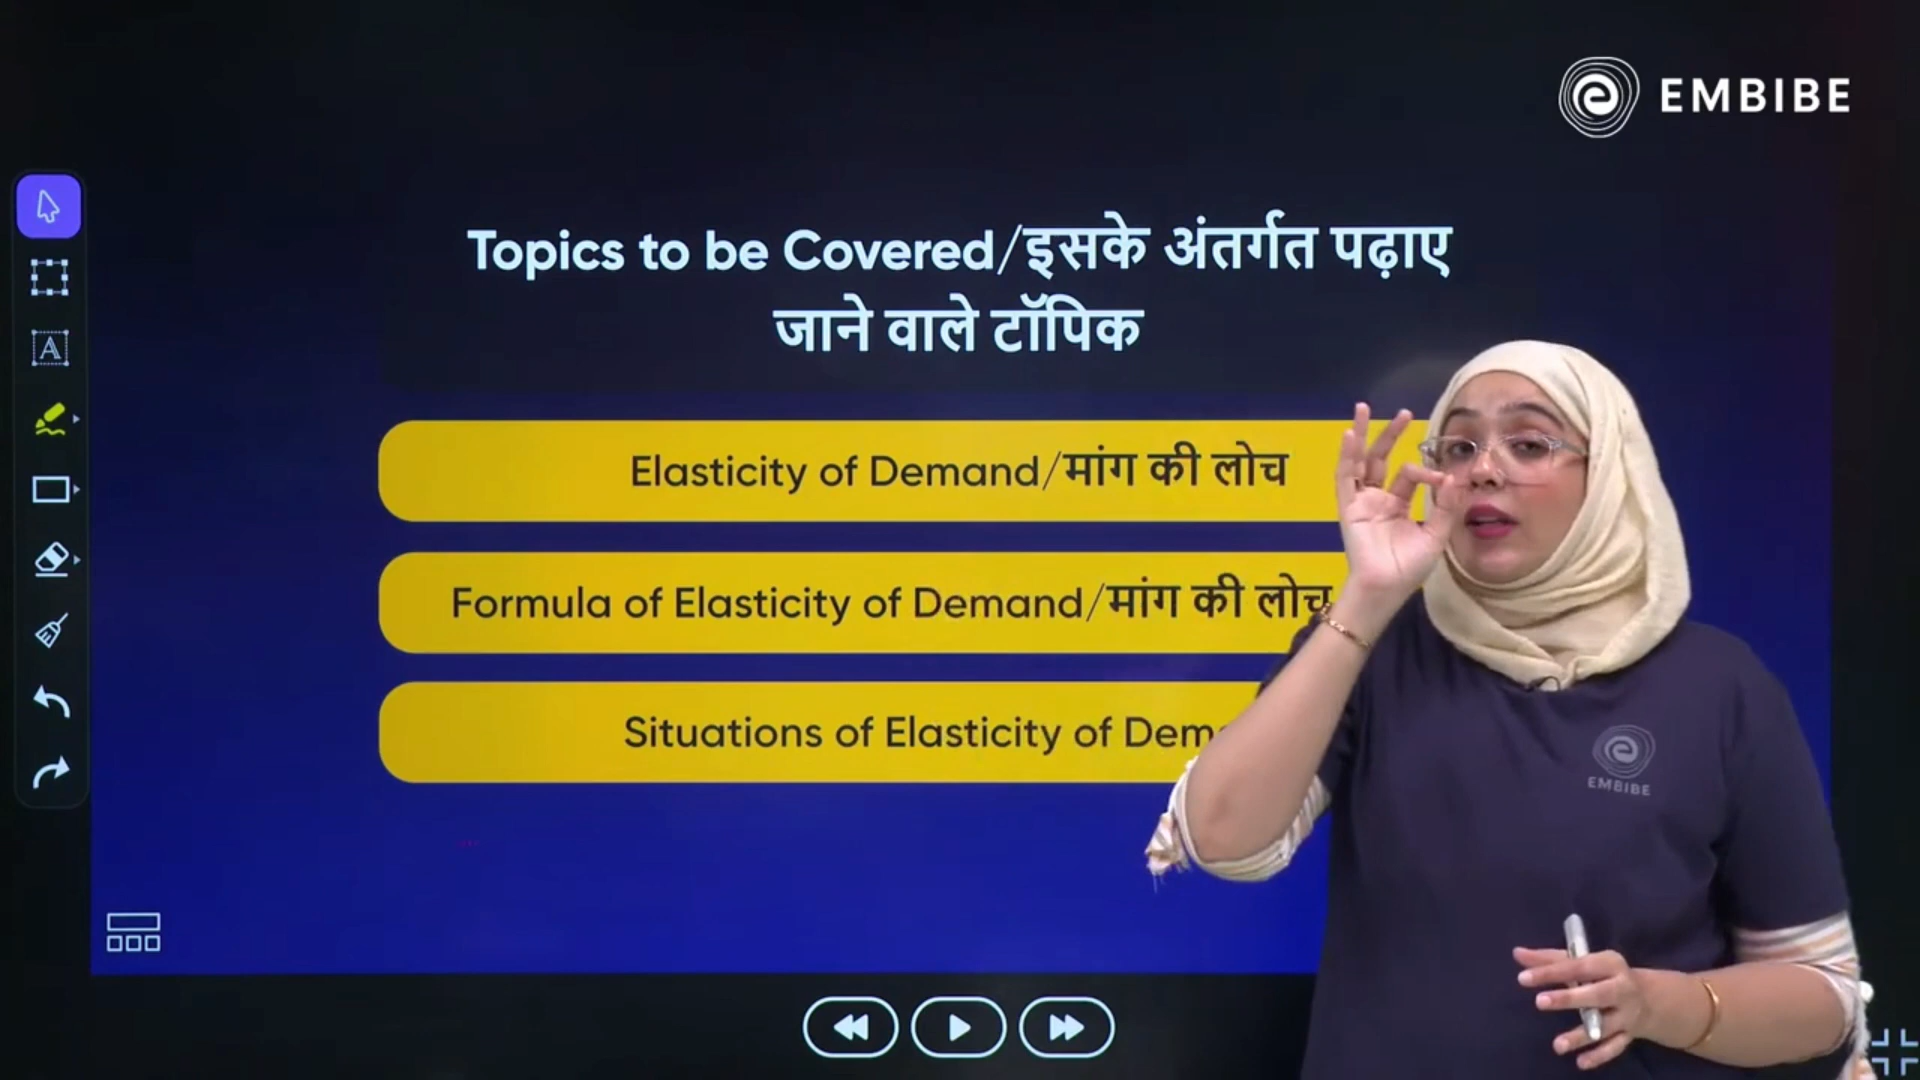 EMBIBE
Topics to be Covered/इसके अंतर्गत पढ़ाए
जाने वाले टॉपिक
Elasticity of Demand/मांग की लोच
Formula of Elasticity of Demand/मांग की लोच
Situations of Elasticity of
EMBIBE